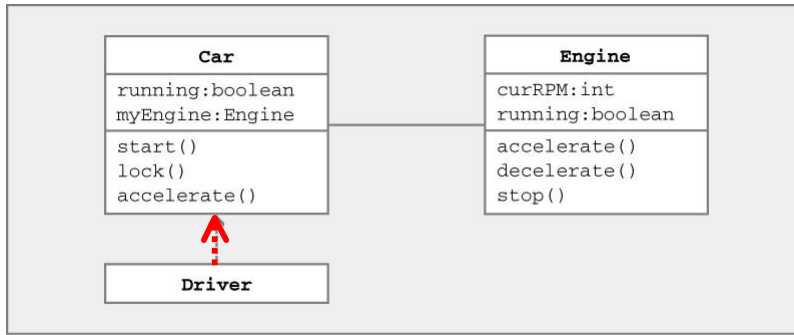 Car
running:boolean
myEngine:Engine
start()
lock()
accelerate()
Engine
curRPM:int
running:boolean
accelerate()
decelerate()
stop()
Driver